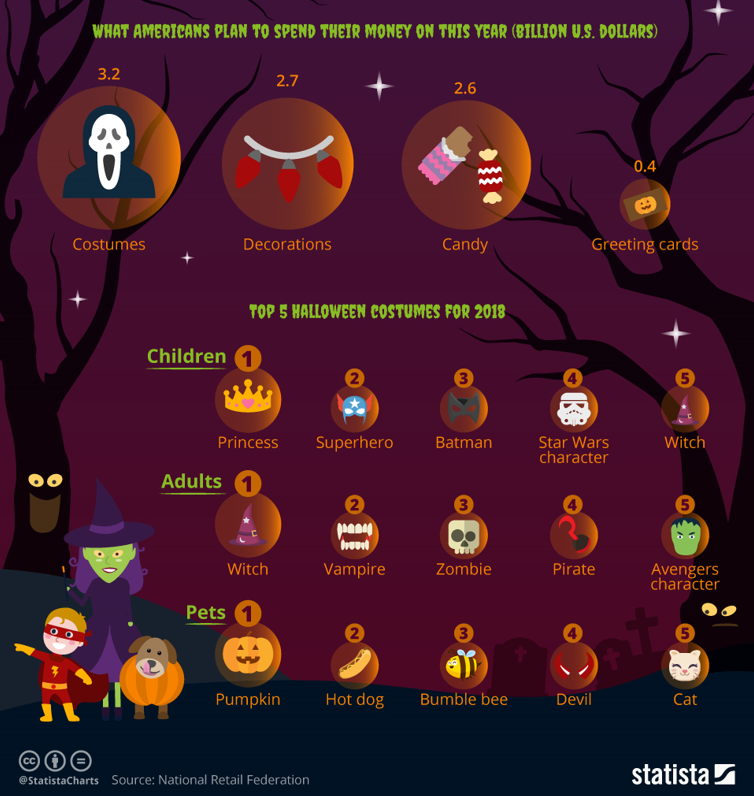 WHAT AMERICANS PLAN TO SPEND THEIR MONEY ON THIS YEAR (BILLION U.S. DOLLARS)
3.2
2.7
2.6
0.4
Costumes
Decorations
Candy
Greeting cards
TOP 5 HALLOWEEN COSTUMES FOR 2018
Children
1
2
3
4
5
Princess
Superhero
Batman
Star Wars
character
Witch
Adults
1
2
3
4
5
Witch
Vampire
Zombie
Pirate
Avengers
character
Pets
1
2
3
4
5
Pumpkin
Hot dog
Bumble bee
Devil
Cat
cc
@StatistaCharts
Source: National Retail Federation
statista